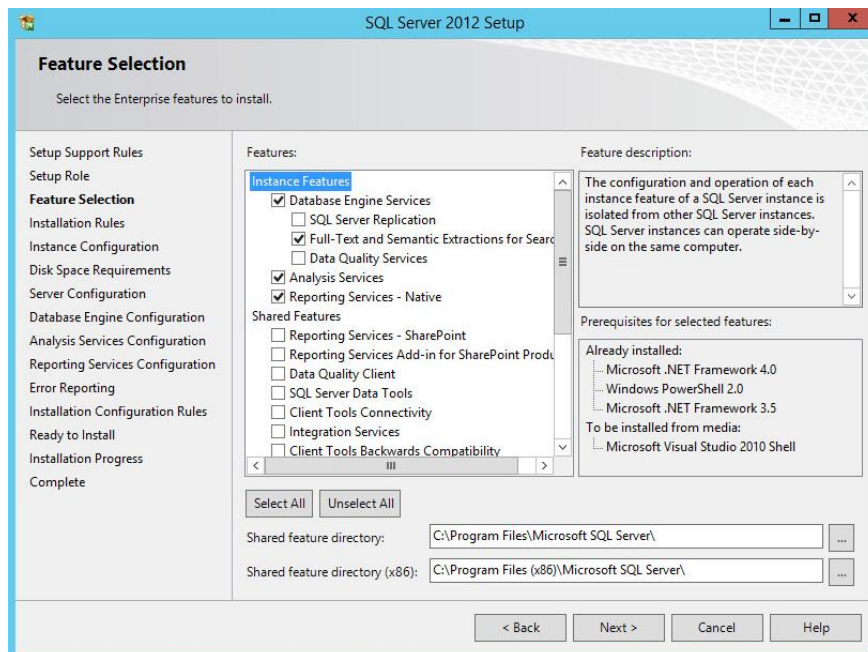 SQL Server 2012 Setup
Feature Selection
Select the Enterprise features to install.
Setup Support Rules
Setup Role
Feature Selection
Installation Rules
Instance Configuration
Disk Space Requirements
Server Configuration
Database Engine Configuration
Analysis Services Configuration
Reporting Services Configuration
Error Reporting
Installation Configuration Rules
Ready to Install
Installation Progress
Complete
Features:
Instance Features
Database Engine Services
SQL Server Replication
Full-Text and Semantic Extractions for Searc
Data Quality Services
Analysis Services
Reporting Services - Native
Shared Features
Reporting Services - SharePoint
Reporting Services Add-in for SharePoint Produ
Data Quality Client
SQL Server Data Tools
Client Tools Connectivity
Integration Services
Client Tools Backwards Compatibility
Feature description:
The configuration and operation of each
instance feature of a SQL Server instance is
isolated from other SQL Server instances.
SQL Server instances can operate side-by-
side on the same computer.
Prerequisites for selected features:
Already installed:
Microsoft .NET Framework 4.0
Windows PowerShell 2.0
Microsoft .NET Framework 3.5
To be installed from media:
Microsoft Visual Studio 2010 Shell
Select All
Unselect All
Shared feature directory:
C:\Program Files\Microsoft SQL Server\
...
Shared feature directory (x86):
C:\Program Files (x86)\Microsoft SQL Server\
...
< Back
Next >
Cancel
Help